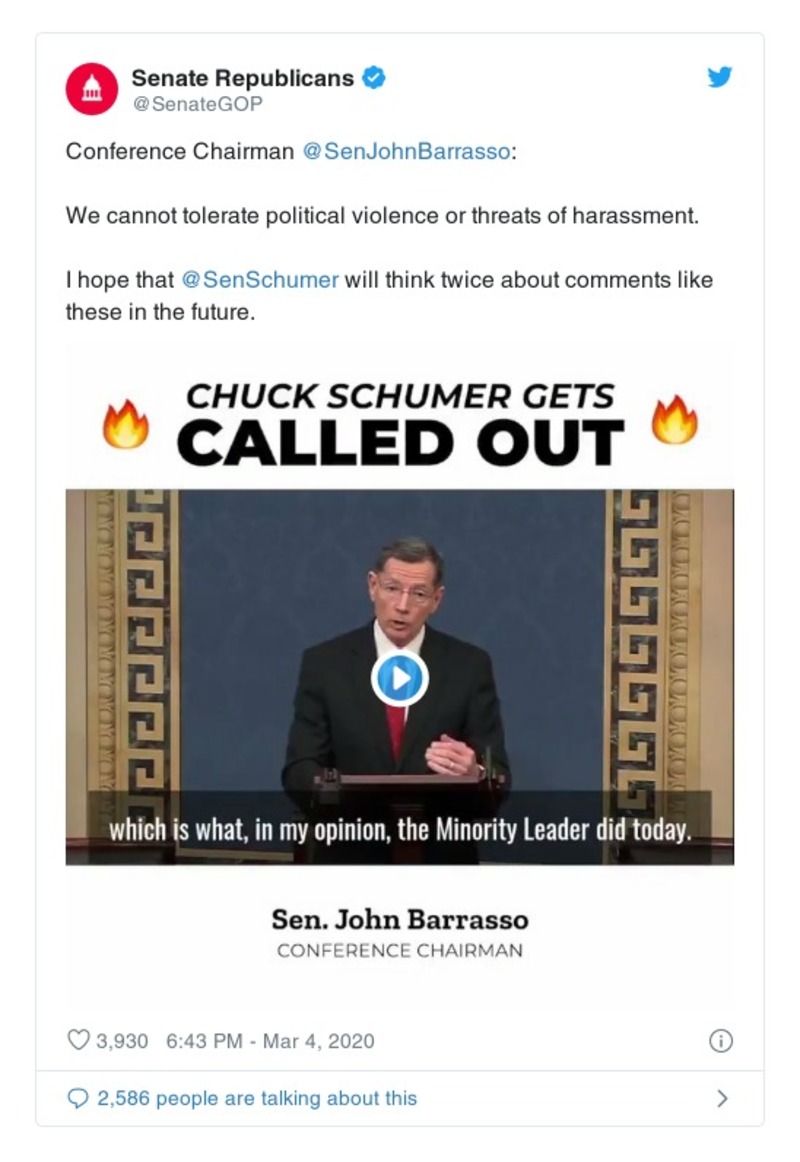 Senate Republicans
@SenateGOP
Conference Chairman @SenJohnBarrasso:
We cannot tolerate political violence or threats of harassment.
I hope that @SenSchumer will think twice about comments like
these in the future.
CHUCK SCHUMER GETS
CALLED OUT
which is what, in my opinion, the Minority Leader did today.
Sen. John Barrasso
CONFERENCE CHAIRMAN
3,930 6:43 PM - Mar 4, 2020
2,586 people are talking about this